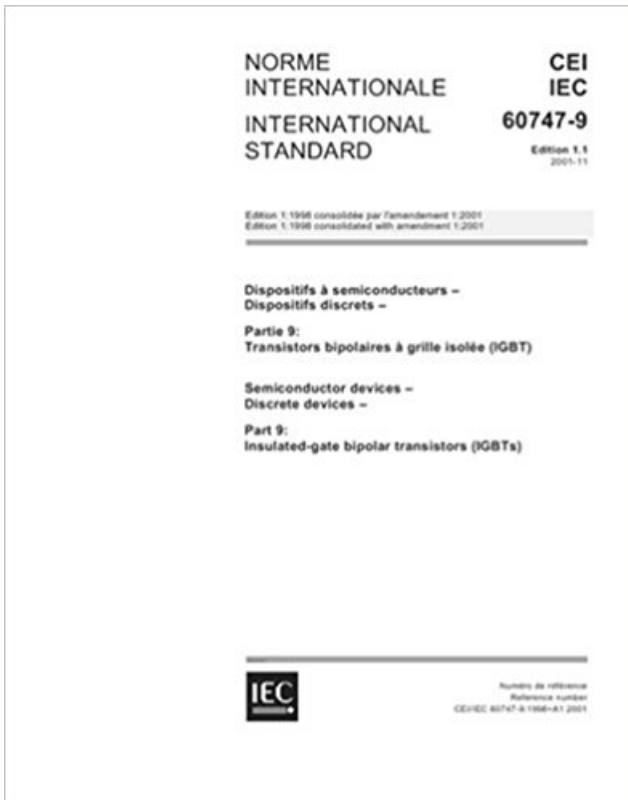 NORME
INTERNATIONALE
INTERNATIONAL
STANDARD
CEI
IEC
60747-9
Edition 1.1
2001-11
Edition 1:1998 consolidée par l'amendement 1:2001
Edition 1:1998 consolidated with amendment 1:2001
Dispositifs à semiconducteurs –
Dispositifs discrets –
Partie 9:
Transistors bipolaires à grille isolée (IGBT)
Semiconductor devices –
Discrete devices –
Part 9:
Insulated-gate bipolar transistors (IGBTs)
IEC
Numéro de référence
Reference number
CEI/IEC 60747-9:1998+A1:2001